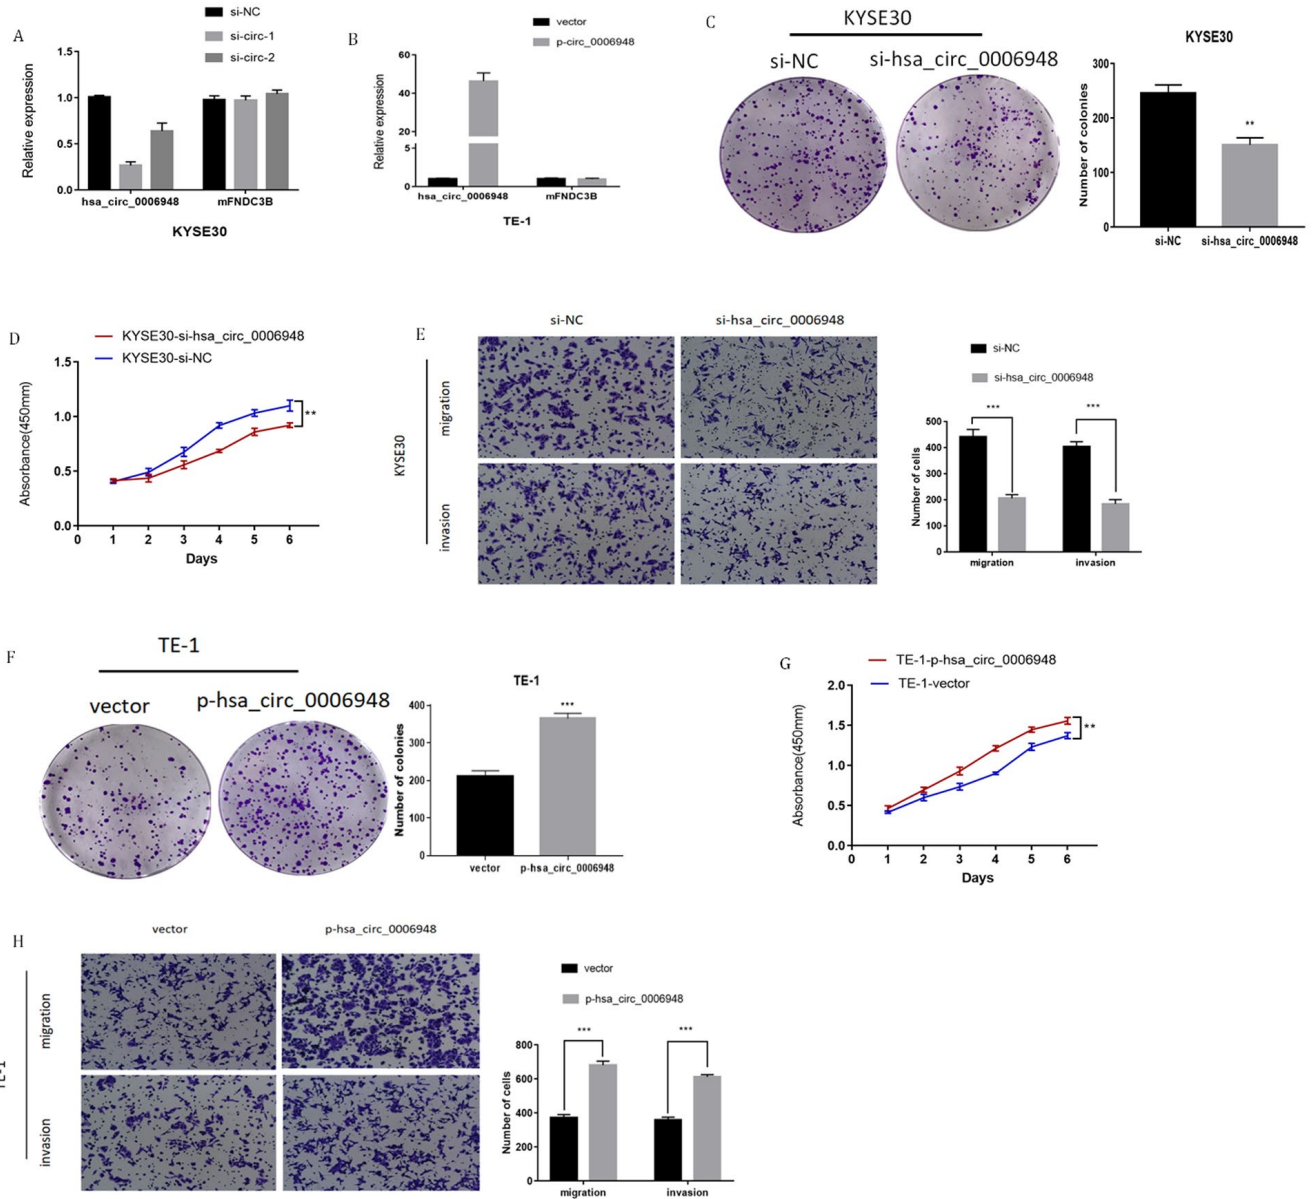 A
si-NC
si-circ-1
si-circ-2
Relative expression
1.5
1.0
0.5
0.0
hsa_circ_0006948
mFNDC3B
KYSE30
B
vector
p-circ_0006948
Relative expression
60
40
20
5
0
hsa_circ_0006948
mFNDC3B
TE-1
C
KYSE30
si-NC
si-hsa_circ_0006948
KYSE30
Number of colonies
300
200
100
0
**
si-NC
si-hsa_circ_0006948
D
KYSE30-si-hsa_circ_0006948
KYSE30-si-NC
Absorbance(450mm)
1.5
1.0
0.5
0.0
**
0 1 2 3 4 5 6
Days
E
si-NC
si-hsa_circ_0006948
KYSE30
migration
invasion
si-NC
si-hsa_circ_0006948
Number of cells
500
400
300
200
100
0
***
***
migration
invasion
F
TE-1
vector
p-hsa_circ_0006948
TE-1
Number of colonies
400
300
200
100
0
***
vector
p-hsa_circ_0006948
G
TE-1-p-hsa_circ_0006948
TE-1-vector
Absorbance(450mm)
2.0
1.5
1.0
0.5
0.0
**
0 1 2 3 4 5 6
Days
H
vector
p-hsa_circ_0006948
TE-1
migration
invasion
vector
p-hsa_circ_0006948
Number of cells
800
600
400
200
0
***
***
migration
invasion